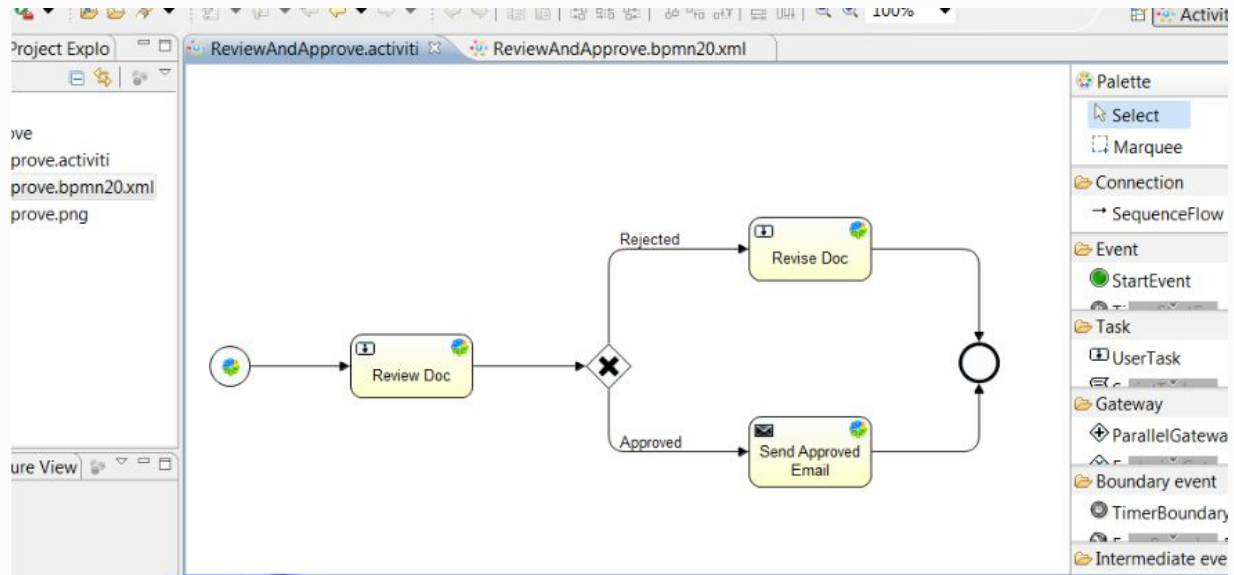 100%
Activit
Project Explo
ReviewAndApprove.activiti
ReviewAndApprove.bpmn20.xml
ove
prove.activiti
prove.bpmn20.xml
prove.png
ure View
Rejected
Revise Doc
Review Doc
Approved
Send Approved
Email
Palette
Select
Marquee
Connection
SequenceFlow
Event
StartEvent
Task
UserTask
Gateway
ParallelGatewa
Boundary event
TimerBoundary
Intermediate eve